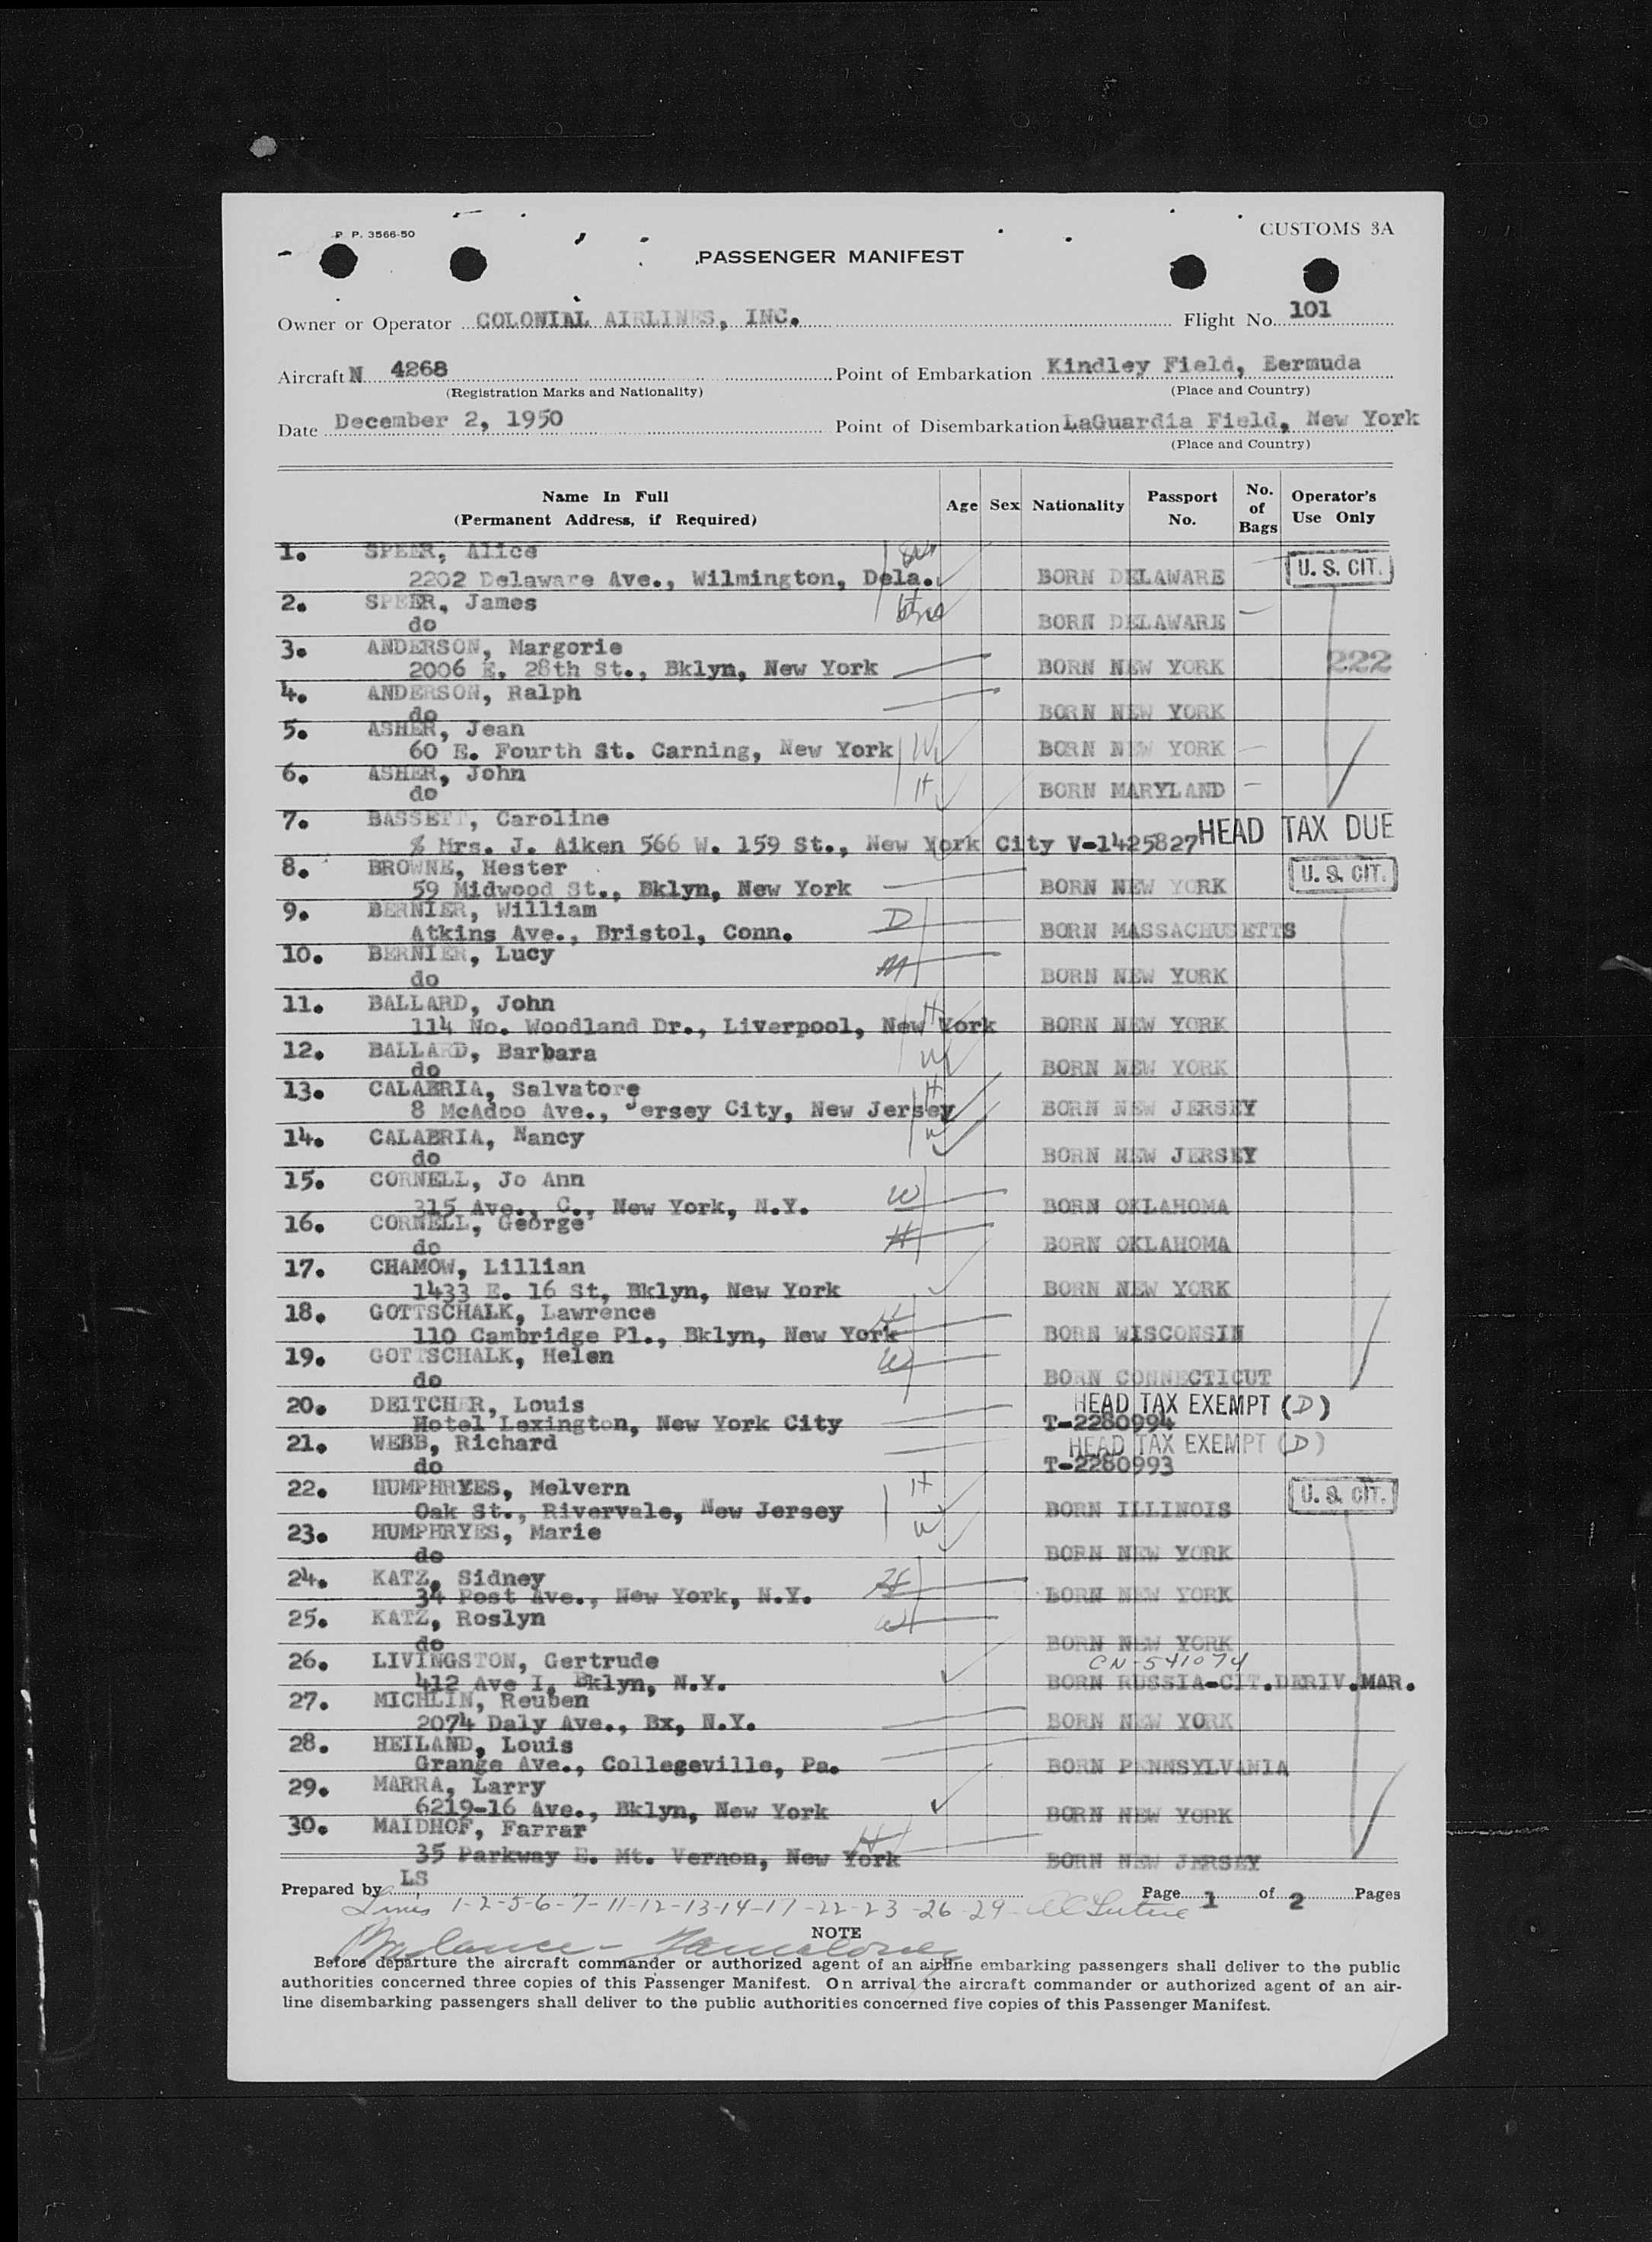 P. P. 3566-50
CUSTOMS 3A
PASSENGER MANIFEST
Owner or Operator COLONIAL AIRLINES, INC. Flight No. 101
Aircraft N 4268 Point of Embarkation Kindley Field, Bermuda
(Registration Marks and Nationality) (Place and Country)
Date December 2, 1950 Point of Disembarkation LaGuardia Field, New York
(Place and Country)
Name In Full (Permanent Address, if Required) Age Sex Nationality Passport No. No. of Bags Operator's Use Only
1. SPEER, Alice
2202 Delaware Ave., Wilmington, Dela. BORN DELAWARE U. S. CIT.
2. SPEER, James
do BORN DELAWARE
3. ANDERSON, Margorie
2006 E. 28th St., Bklyn, New York BORN NEW YORK 222
4. ANDERSON, Ralph
do BORN NEW YORK
5. ASHER, Jean
60 E. Fourth St. Carning, New York W BORN NEW YORK
6. ASHER, John
do H BORN MARYLAND
7. BASSETT, Caroline
% Mrs. J. Aiken 566 W. 159 St., New York City V-1425827 HEAD TAX DUE
8. BROWNE, Hester
59 Midwood St., Bklyn, New York BORN NEW YORK U. S. CIT.
9. BERNIER, William
Atkins Ave., Bristol, Conn. D BORN MASSACHUSETTS
10. BERNIER, Lucy
do M BORN NEW YORK
11. BALLARD, John
114 No. Woodland Dr., Liverpool, New York H BORN NEW YORK
12. BALLARD, Barbara
do W BORN NEW YORK
13. CALABRIA, Salvatore
8 McAdoo Ave., Jersey City, New Jersey H BORN NEW JERSEY
14. CALABRIA, Nancy
do W BORN NEW JERSEY
15. CORNELL, Jo Ann
315 Ave., C., New York, N.Y. W BORN OKLAHOMA
16. CORNELL, George
do H BORN OKLAHOMA
17. CHAMOW, Lillian
1433 E. 16 St, Bklyn, New York BORN NEW YORK
18. GOTTSCHALK, Lawrence
110 Cambridge Pl., Bklyn, New York H BORN WISCONSIN
19. GOTTSCHALK, Helen
do W BORN CONNECTICUT
20. DEITCHER, Louis HEAD TAX EXEMPT (D)
Hotel Lexington, New York City T-2280994
21. WEBB, Richard HEAD TAX EXEMPT (D)
do T-2280993
22. HUMPHRYES, Melvern H
Oak St., Rivervale, New Jersey BORN ILLINOIS U. S. CIT.
23. HUMPHRYES, Marie W
do BORN NEW YORK
24. KATZ, Sidney
34 Post Ave., New York, N.Y. H BORN NEW YORK
25. KATZ, Roslyn W
do BORN NEW YORK
26. LIVINGSTON, Gertrude CN-541074
412 Ave I, Bklyn, N.Y. BORN RUSSIA-CIT.DERIV.MAR.
27. MICHLIN, Reuben
2074 Daly Ave., Bx, N.Y. BORN NEW YORK
28. HEILAND, Louis
Grange Ave., Collegeville, Pa. BORN PENNSYLVANIA
29. MARRA, Larry
6219-16 Ave., Bklyn, New York BORN NEW YORK
30. MAIDHOF, Farrar
35 Parkway E. Mt. Vernon, New York H BORN NEW JERSEY
Prepared by LS Page 1 of 2 Pages
Lines 1-2-5-6-7-11-12-13-14-17-22-23-26-29-
NOTE
Balance -
Before departure the aircraft commander or authorized agent of an airline embarking passengers shall deliver to the public
authorities concerned three copies of this Passenger Manifest. On arrival the aircraft commander or authorized agent of an air-
line disembarking passengers shall deliver to the public authorities concerned five copies of this Passenger Manifest.